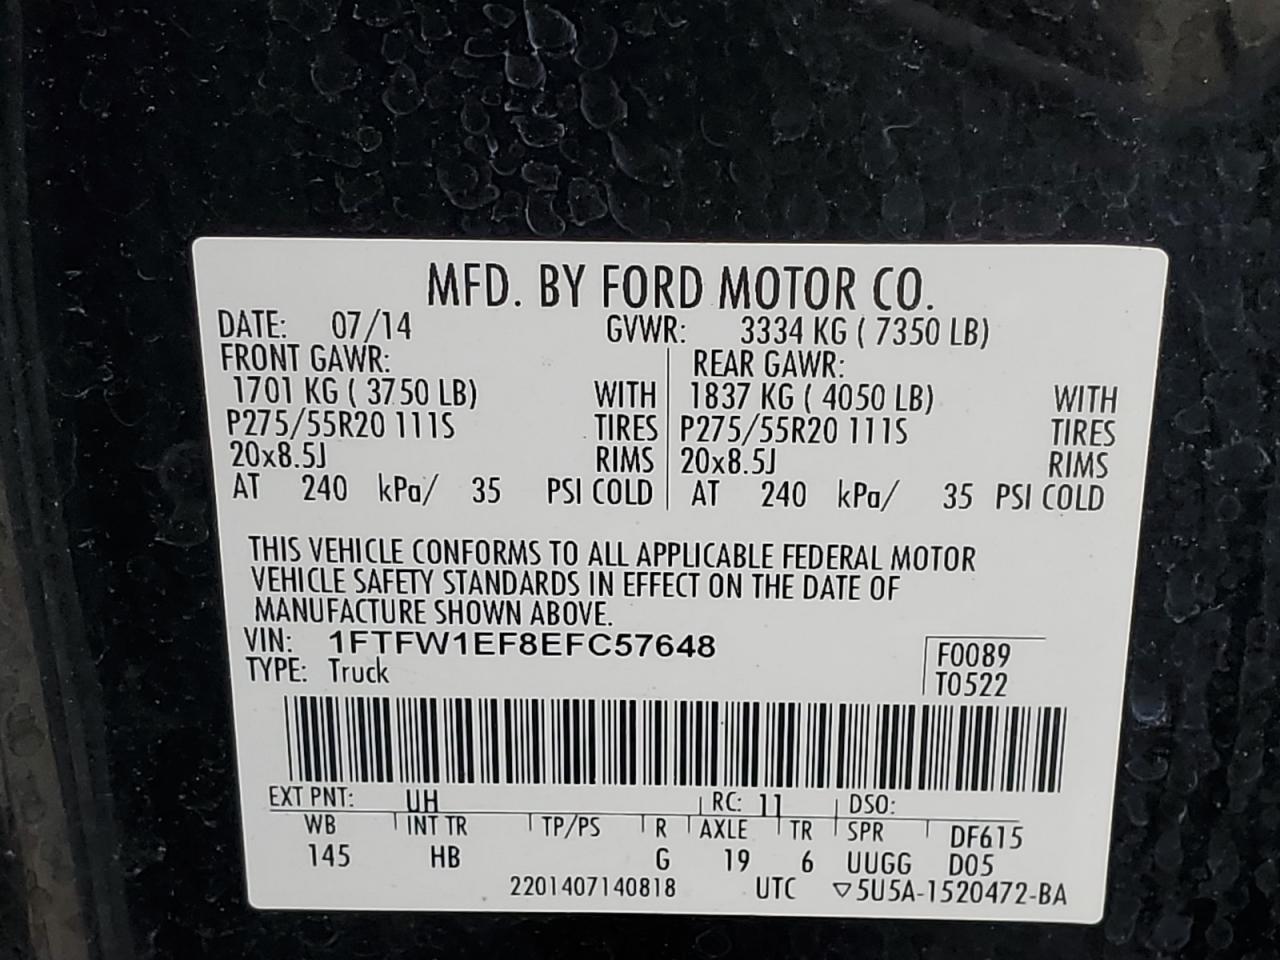 MFD. BY FORD MOTOR CO.
DATE: 07/14 GVWR: 3334 KG ( 7350 LB)
FRONT GAWR: REAR GAWR:
1701 KG ( 3750 LB) WITH 1837 KG ( 4050 LB) WITH
P275/55R20 111S TIRES P275/55R20 111S TIRES
20x8.5J RIMS 20x8.5J RIMS
AT 240 kPa/ 35 PSI COLD AT 240 kPa/ 35 PSI COLD
THIS VEHICLE CONFORMS TO ALL APPLICABLE FEDERAL MOTOR
VEHICLE SAFETY STANDARDS IN EFFECT ON THE DATE OF
MANUFACTURE SHOWN ABOVE.
VIN: 1FTFW1EF8EFC57648
F0089
TYPE: Truck
T0522
EXT PNT: UH RC: 11 DSO:
WB INT TR TP/PS R AXLE TR SPR DF615
145 HB G 19 6 UUGG D05
2201407140818 UTC ▽5U5A-1520472-BA